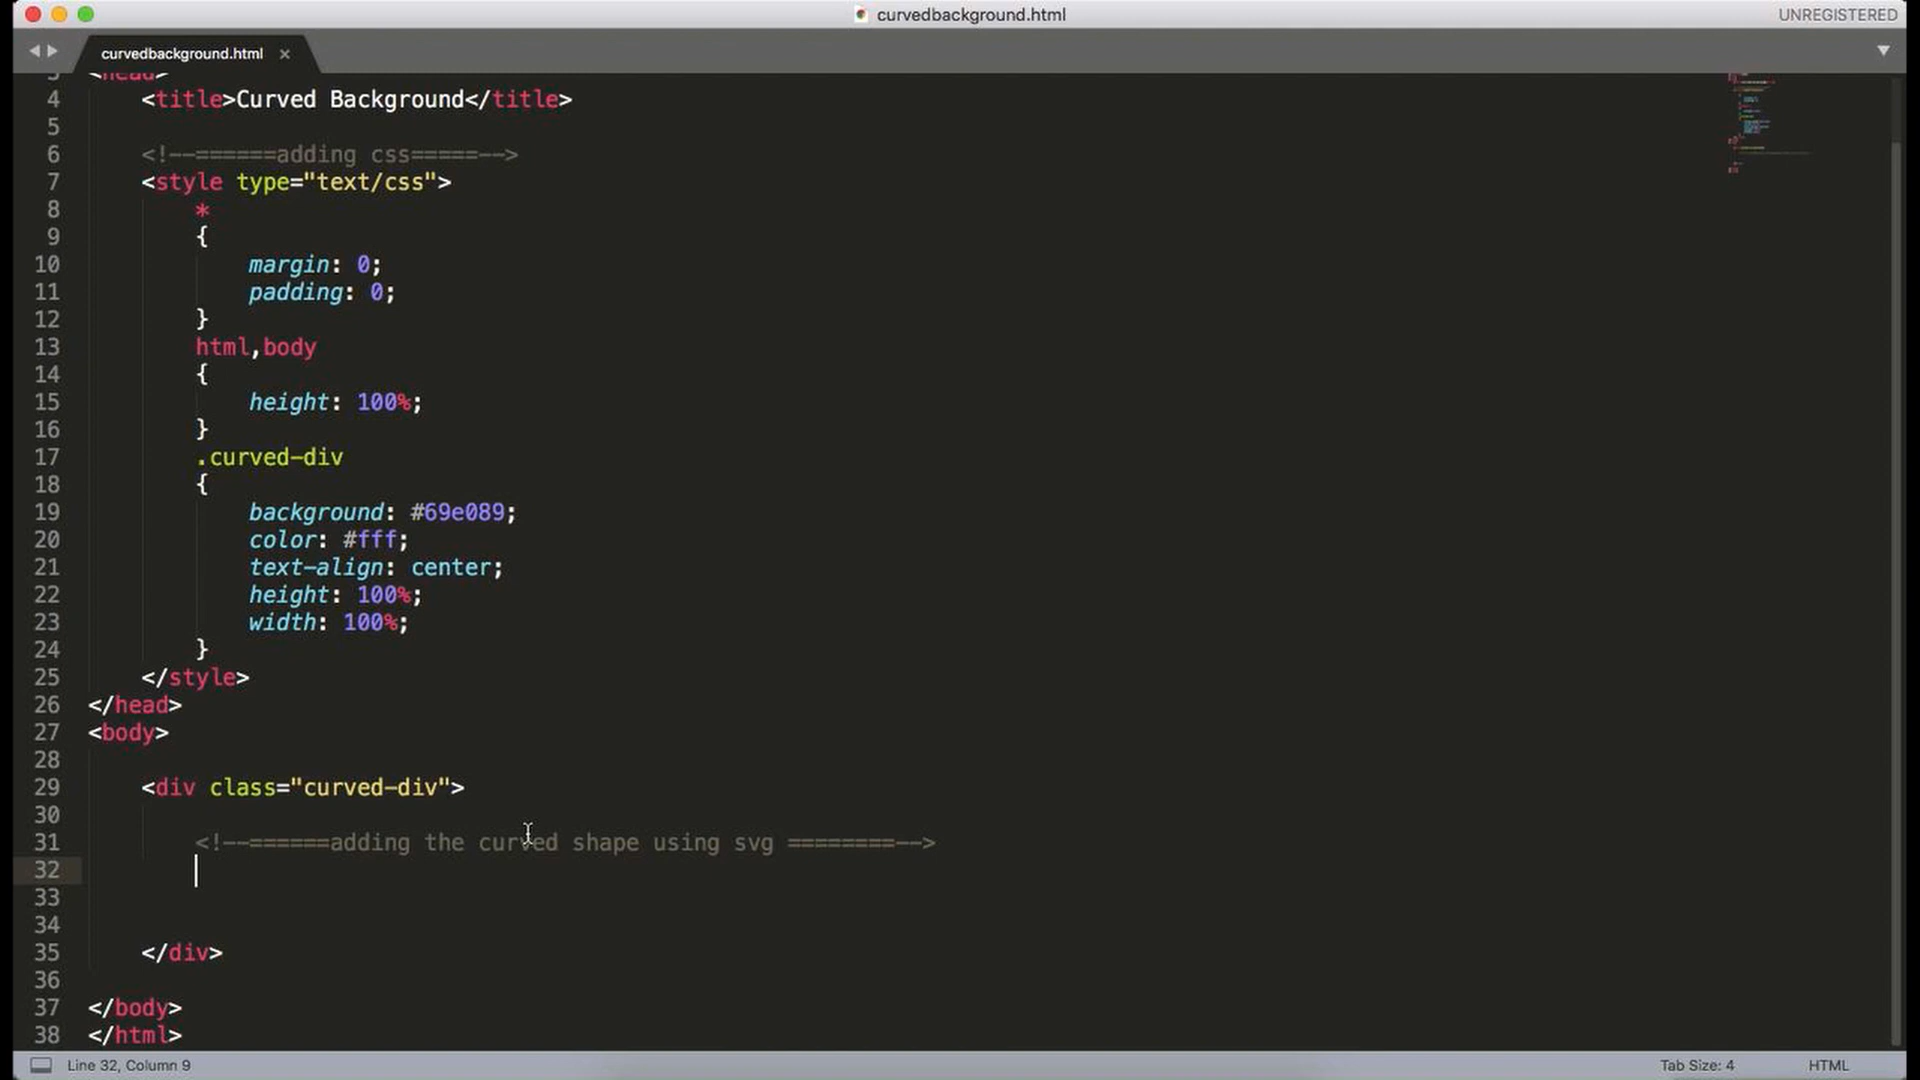 curvedbackground.html
UNREGISTERED
curvedbackground.html ×
3 <head>
4 <title>Curved Background</title>
5
6 <!--======adding css=====-->
7 <style type="text/css">
8 *
9 {
10 margin: 0;
11 padding: 0;
12 }
13 html,body
14 {
15 height: 100%;
16 }
17 .curved-div
18 {
19 background: #69e089;
20 color: #fff;
21 text-align: center;
22 height: 100%;
23 width: 100%;
24 }
25 </style>
26 </head>
27 <body>
28
29 <div class="curved-div">
30
31 <!--======adding the curved shape using svg ========-->
32
33
34
35 </div>
36
37 </body>
38 </html>
Line 32, Column 9
Tab Size: 4
HTML